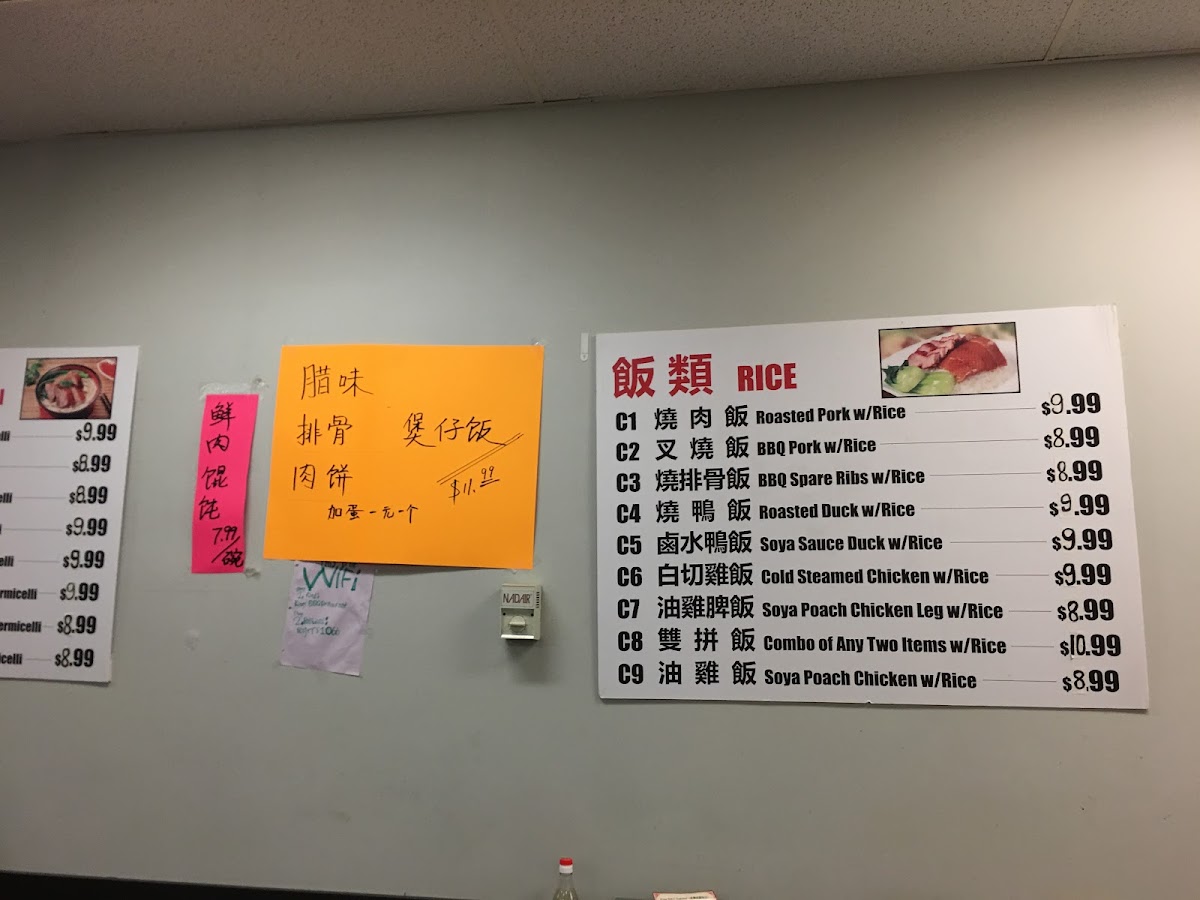 elli $9.99
$8.99
elli $8.99
$9.99
elli $9.99
rmicelli $9.99
ermicelli $8.99
icelli $8.99
鲜肉馄饨
7.99/碗
腊味
排骨 煲仔饭
肉饼 $11.99
加蛋一元一个
WiFi
NADAIR
飯類 RICE
C1 燒肉飯 Roasted Pork w/Rice $9.99
C2 叉燒飯 BBQ Pork w/Rice $8.99
C3 燒排骨飯 BBQ Spare Ribs w/Rice $8.99
C4 燒鴨飯 Roasted Duck w/Rice $9.99
C5 鹵水鴨飯 Soya Sauce Duck w/Rice $9.99
C6 白切雞飯 Cold Steamed Chicken w/Rice $9.99
C7 油雞脾飯 Soya Poach Chicken Leg w/Rice $8.99
C8 雙拼飯 Combo of Any Two Items w/Rice $10.99
C9 油雞飯 Soya Poach Chicken w/Rice $8.99